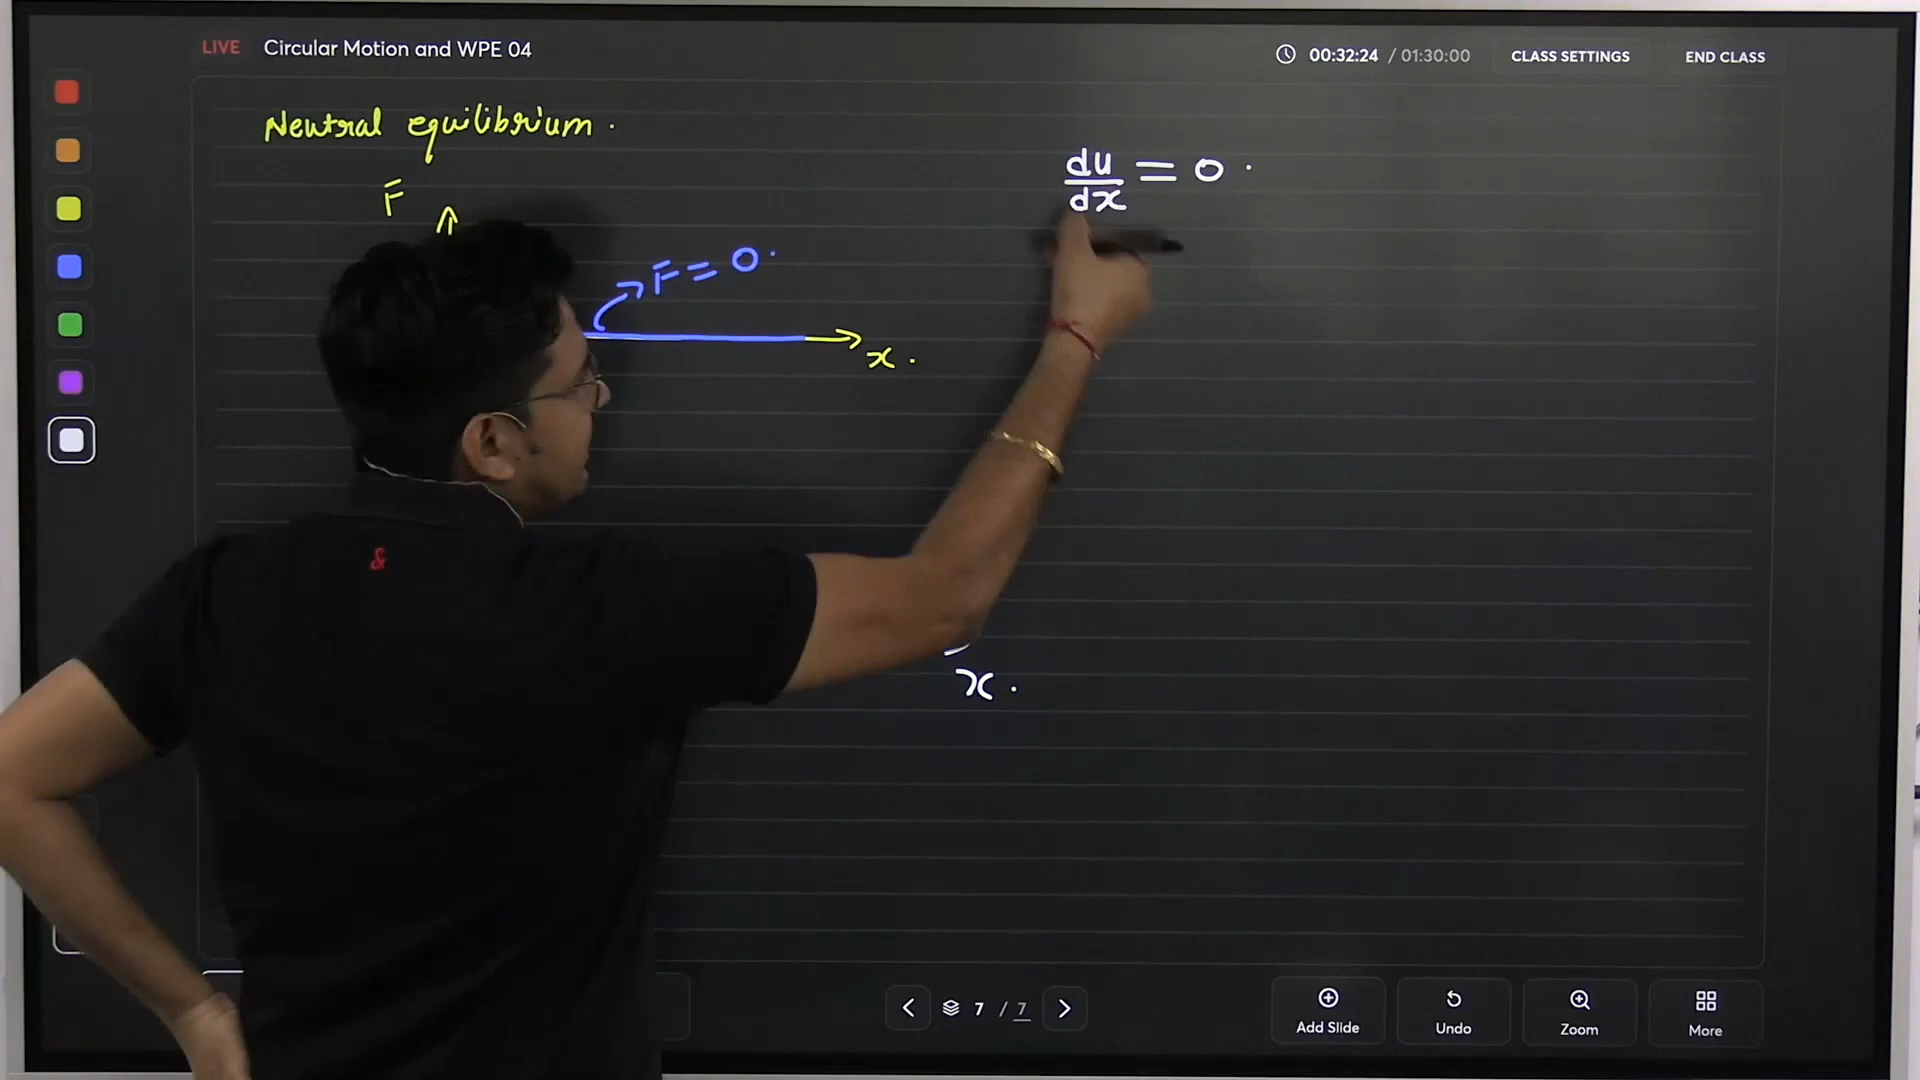 LIVE Circular Motion and WPE 04
00:32:24 / 01:30:00 CLASS SETTINGS END CLASS
Neutral equilibrium.
F
F = 0.
x.
du/dx = 0.
x.
7 / 7
Add Slide Undo Zoom More